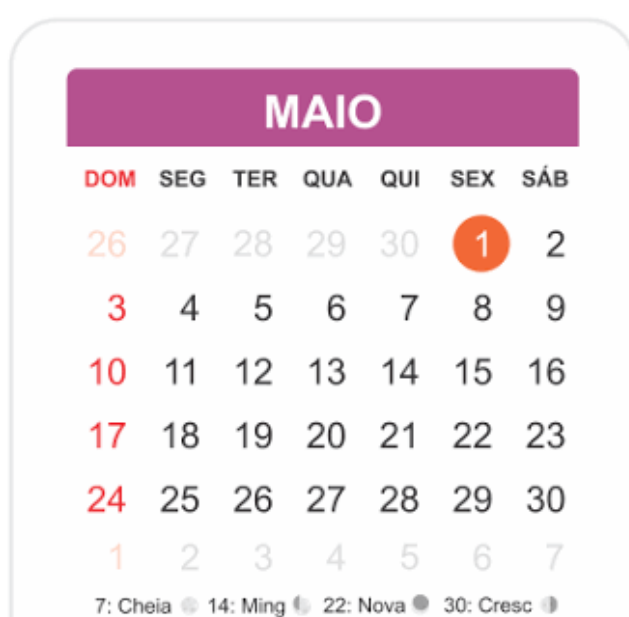 MAIO
DOM SEG TER QUA QUI SEX SÁB
26 27 28 29 30 1 2
3 4 5 6 7 8 9
10 11 12 13 14 15 16
17 18 19 20 21 22 23
24 25 26 27 28 29 30
1 2 3 4 5 6 7
7: Cheia 14: Ming 22: Nova 30: Cresc